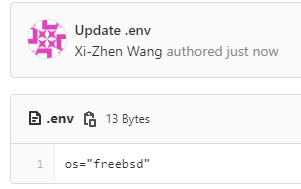 Update .env
Xi-Zhen Wang authored just now
.env 13 Bytes
1 os="freebsd"